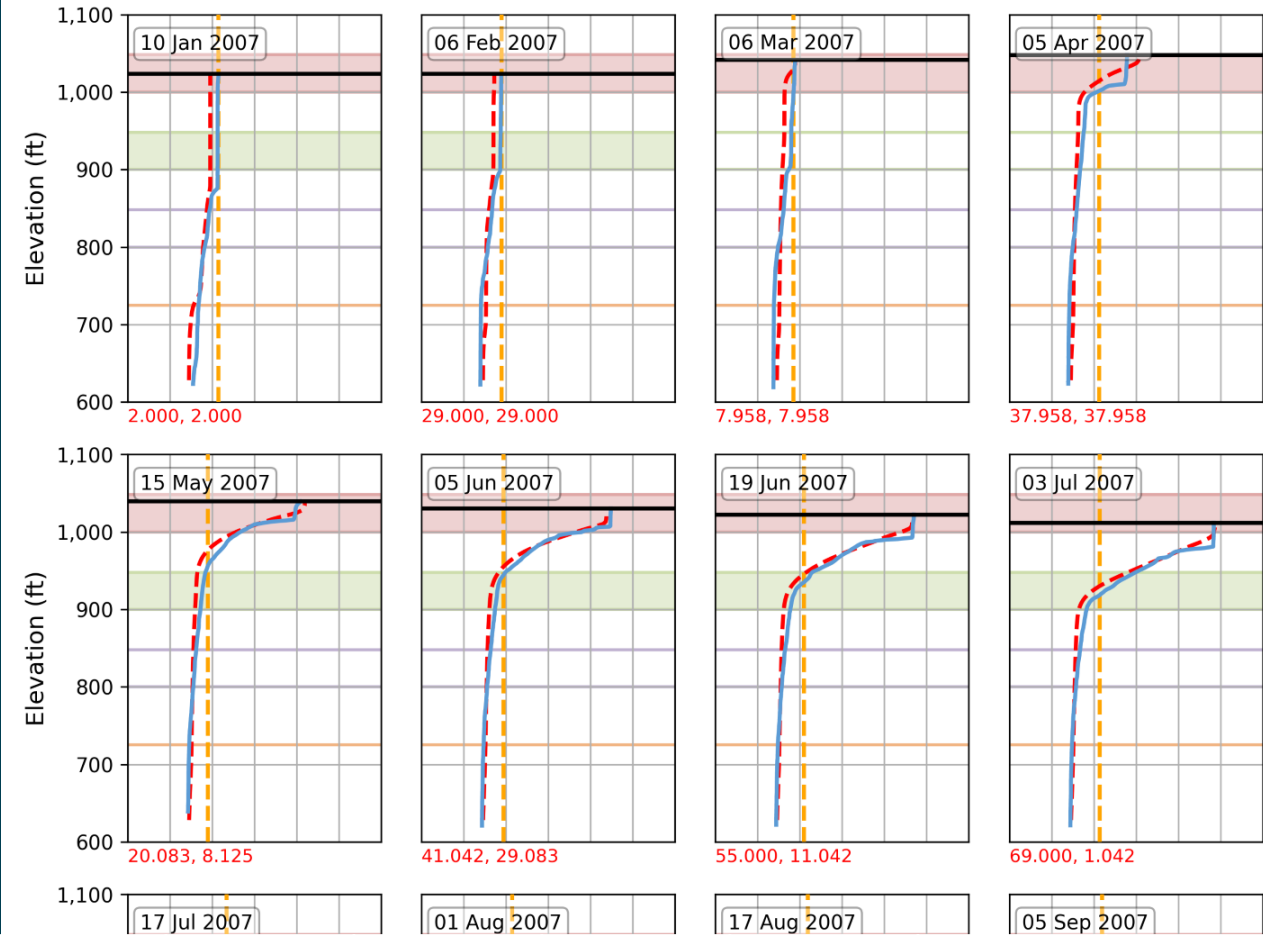 1,100
10 Jan 2007
06 Feb 2007
06 Mar 2007
05 Apr 2007
1,000
900
800
700
600
Elevation (ft)
2.000, 2.000
29.000, 29.000
7.958, 7.958
37.958, 37.958
1,100
15 May 2007
05 Jun 2007
19 Jun 2007
03 Jul 2007
1,000
900
800
700
600
Elevation (ft)
20.083, 8.125
41.042, 29.083
55.000, 11.042
69.000, 1.042
1,100
17 Jul 2007
01 Aug 2007
17 Aug 2007
05 Sep 2007